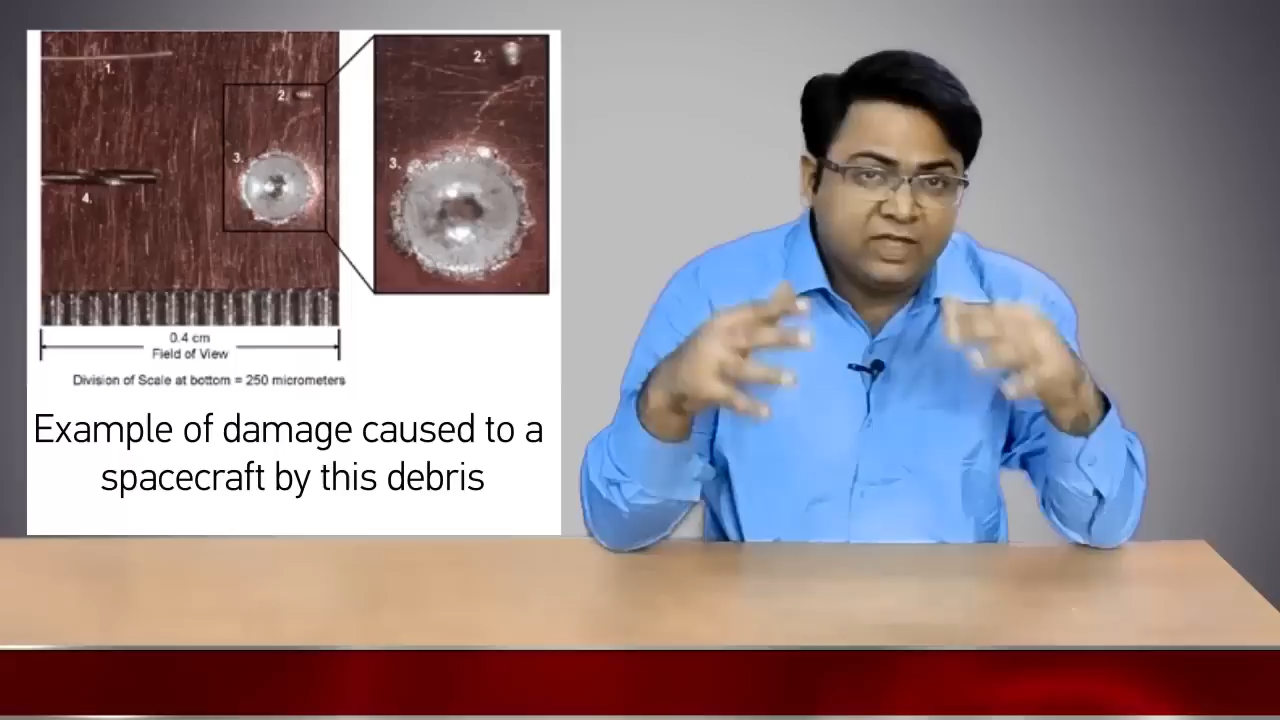 1.
2.
3.
4.
2.
3.
0.4 cm
Field of View
Division of Scale at bottom = 250 micrometers
Example of damage caused to a
spacecraft by this debris